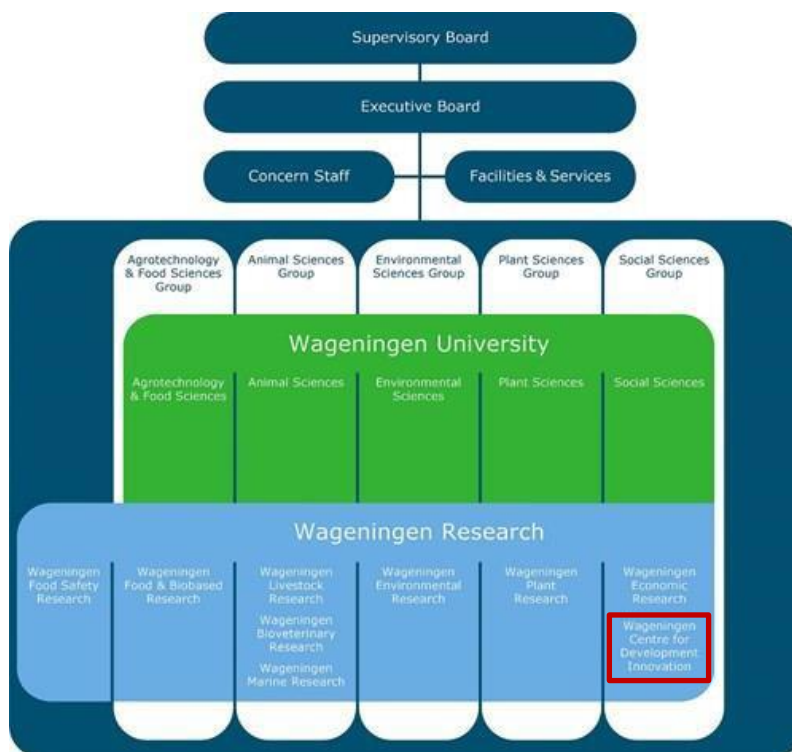 Supervisory Board
Executive Board
Concern Staff
Facilities & Services
Agrotechnology
& Food Sciences
Group
Animal Sciences
Group
Environmental
Sciences Group
Plant Sciences
Group
Social Sciences
Group
Wageningen University
Agrotechnology
& Food Sciences
Animal Sciences
Environmental
Sciences
Plant Sciences
Social Sciences
Wageningen Research
Wageningen
Food Safety
Research
Wageningen
Food & Biobased
Research
Wageningen
Livestock
Research
Wageningen
Bioveterinary
Research
Wageningen
Marine Research
Wageningen
Environmental
Research
Wageningen
Plant
Research
Wageningen
Economic
Research
Wageningen
Centre for
Development
Innovation